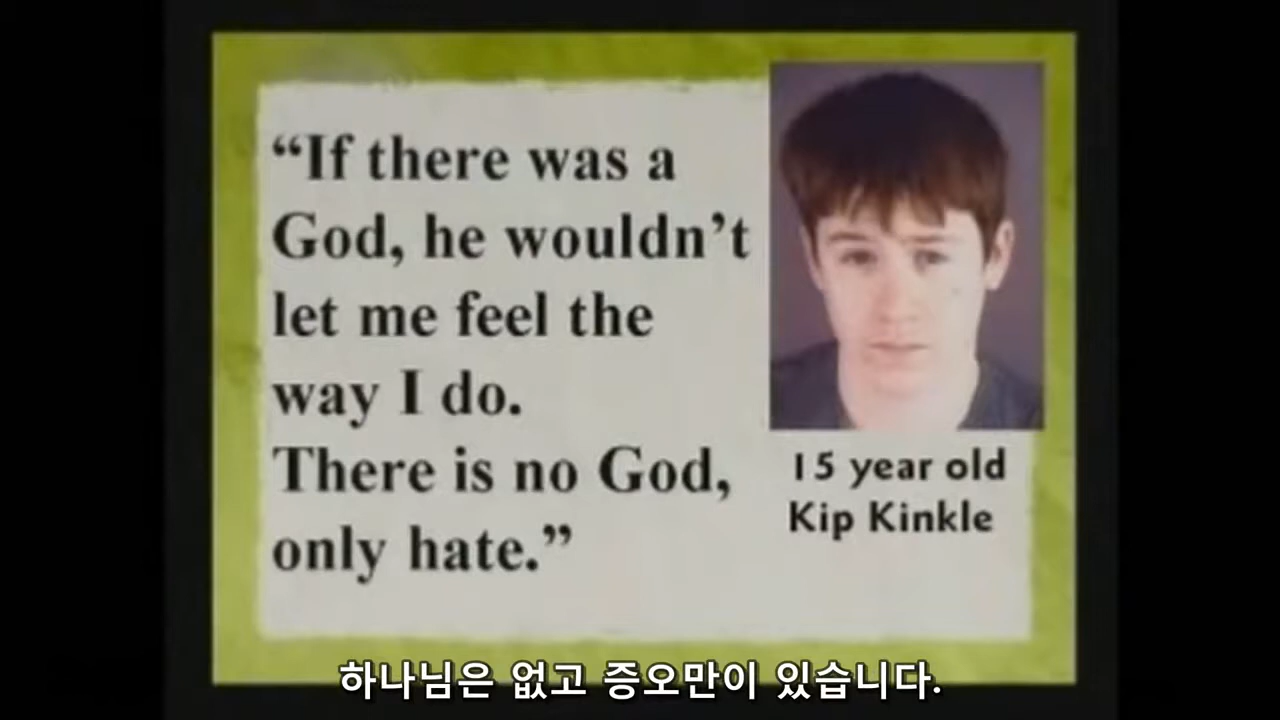 “If there was a
God, he wouldn’t
let me feel the
way I do.
There is no God,
only hate.”
15 year old
Kip Kinkle
하나님은 없고 증오만이 있습니다.